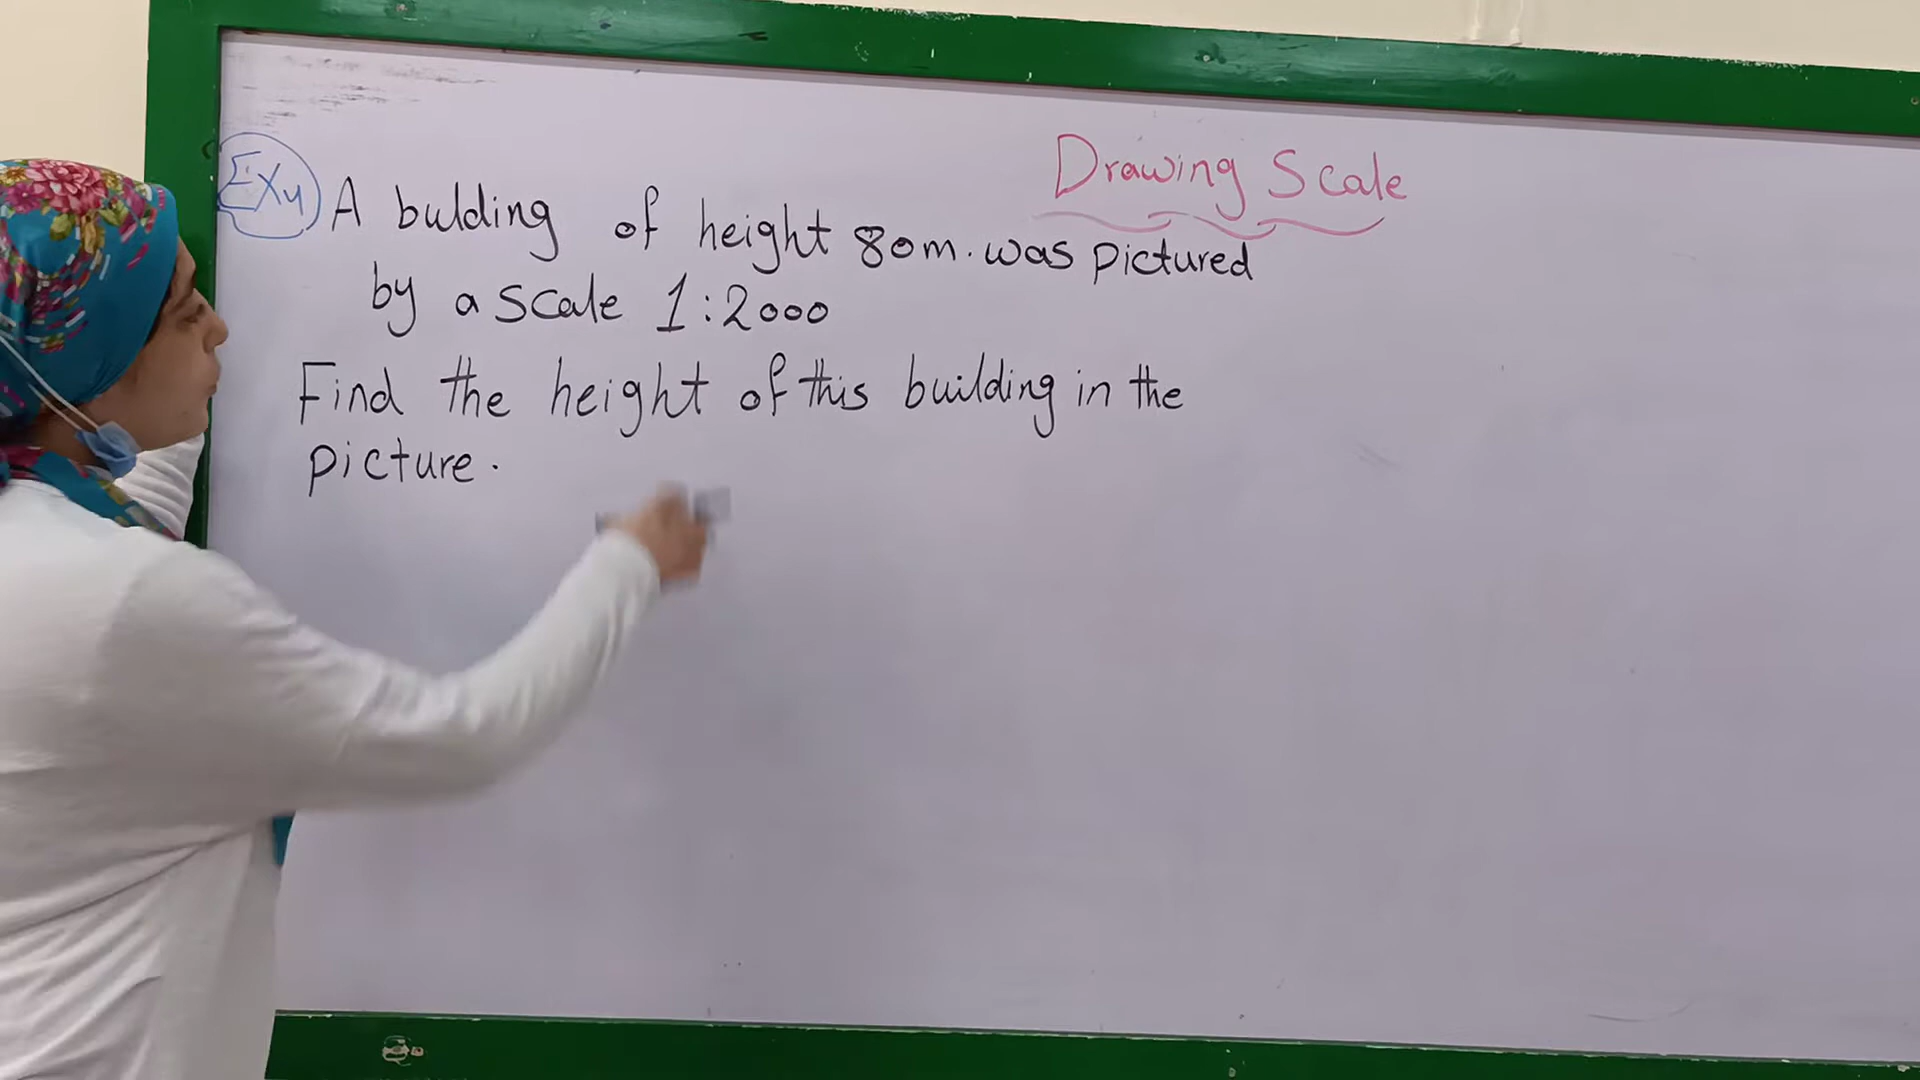 Drawing Scale
EX4 A bulding of height 80m. was pictured
by a scale 1:2000
Find the height of this building in the
picture.